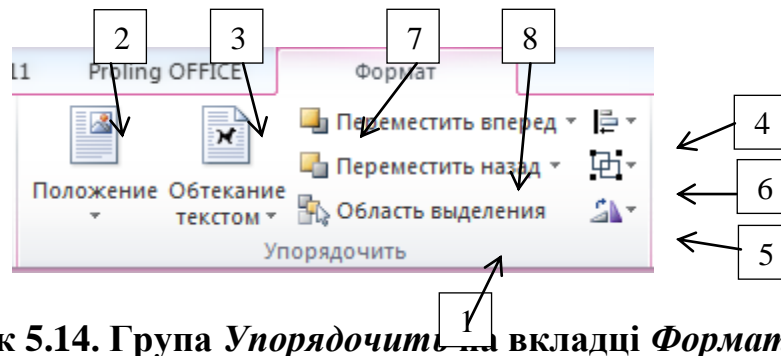 2 3 7 8
11 Proling OFFICE Формат
Переместить вперед 4
Переместить назад
Положение Обтекание 6
текстом Область выделения
Упорядочить 5
1
к 5.14. Група Упорядочить на вкладці Формат